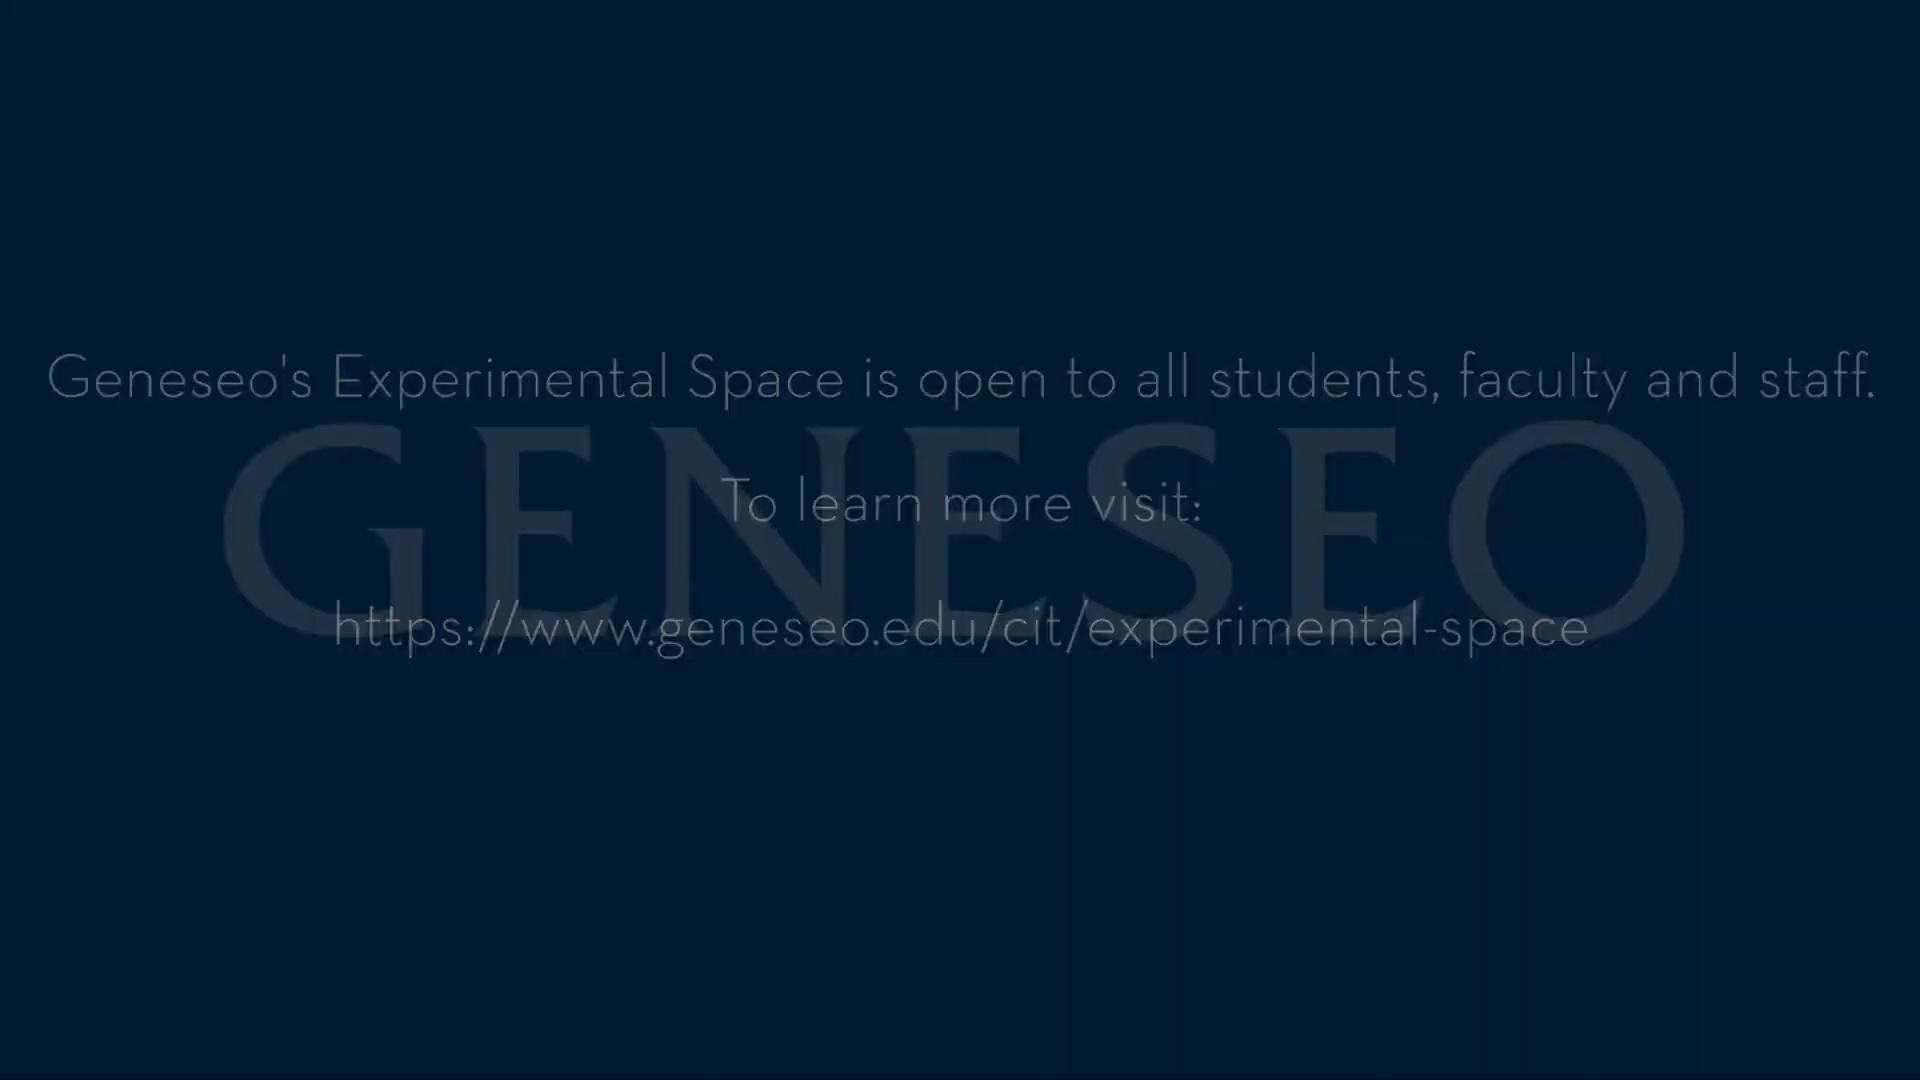 Geneseo's Experimental Space is open to all students, faculty and staff.
GENESEO
To learn more visit:
https://www.geneseo.edu/cit/experimental-space